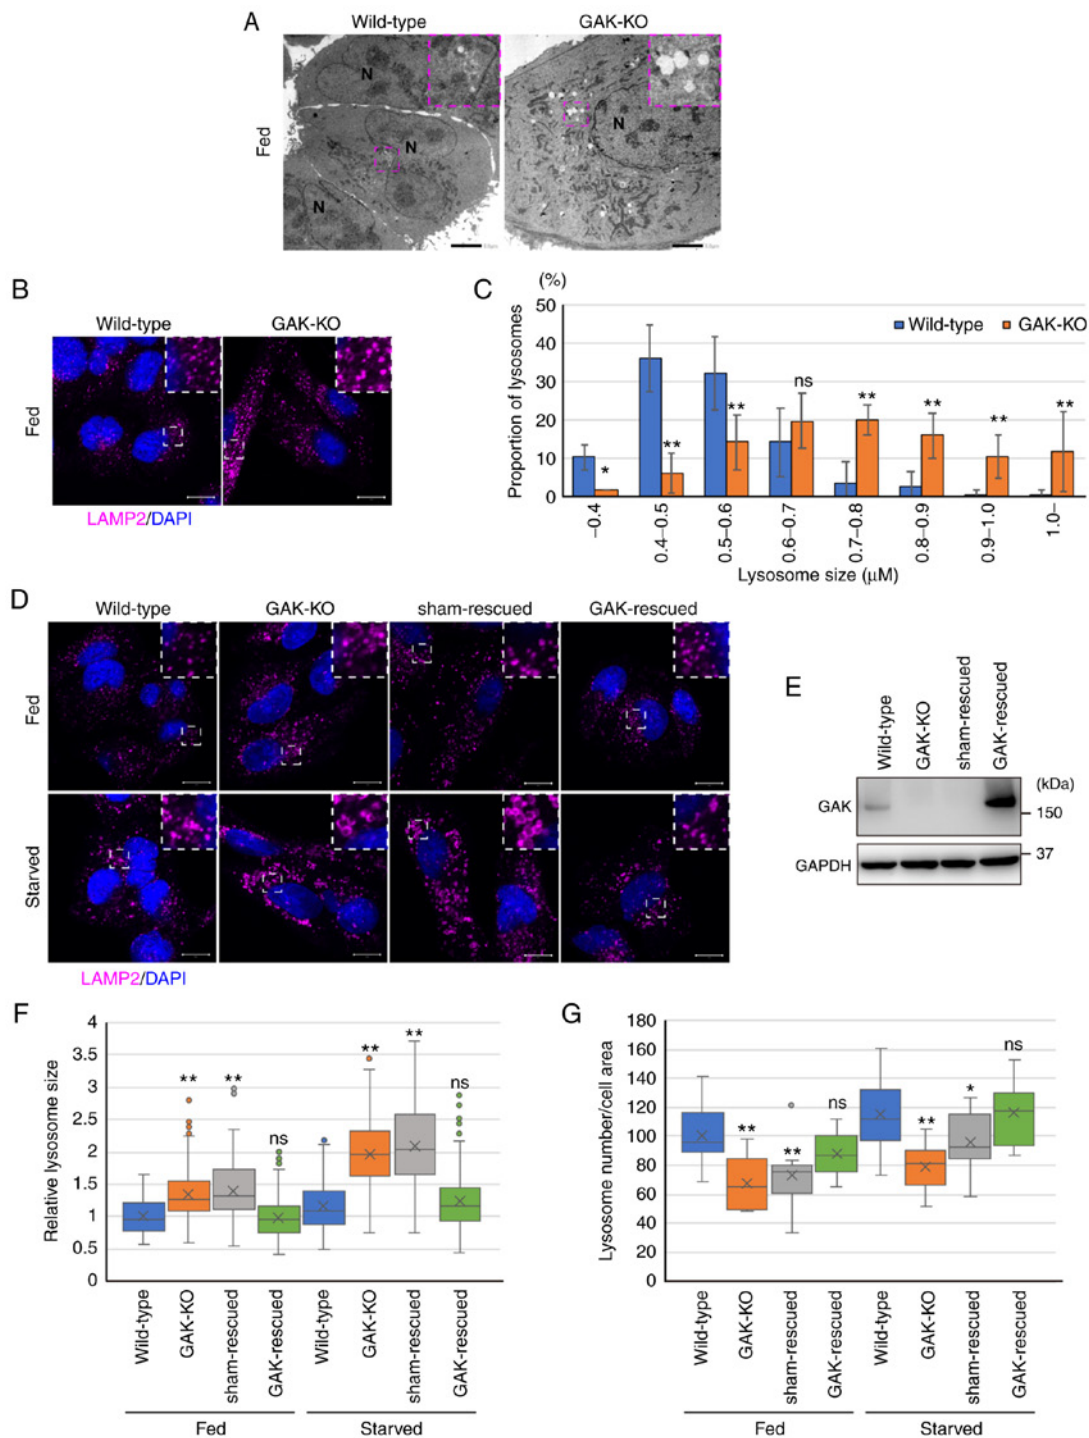 A
Wild-type
GAK-KO
Fed
N
N
N
N
B
Wild-type
GAK-KO
Fed
LAMP2/DAPI
C
(%)
Proportion of lysosomes
50
40
30
20
10
0
Wild-type
GAK-KO
*
**
**
ns
**
**
**
**
–0.4
0.4–0.5
0.5–0.6
0.6–0.7
0.7–0.8
0.8–0.9
0.9–1.0
1.0–
Lysosome size (μM)
D
Wild-type
GAK-KO
sham-rescued
GAK-rescued
Fed
Starved
LAMP2/DAPI
E
Wild-type
GAK-KO
sham-rescued
GAK-rescued
(kDa)
GAK
150
37
GAPDH
F
Relative lysosome size
4
3.5
3
2.5
2
1.5
1
0.5
0
**
**
ns
**
**
ns
Wild-type
GAK-KO
sham-rescued
GAK-rescued
Wild-type
GAK-KO
sham-rescued
GAK-rescued
Fed
Starved
G
Lysosome number/cell area
180
160
140
120
100
80
60
40
20
0
**
**
ns
**
*
ns
Wild-type
GAK-KO
sham-rescued
GAK-rescued
Wild-type
GAK-KO
sham-rescued
GAK-rescued
Fed
Starved